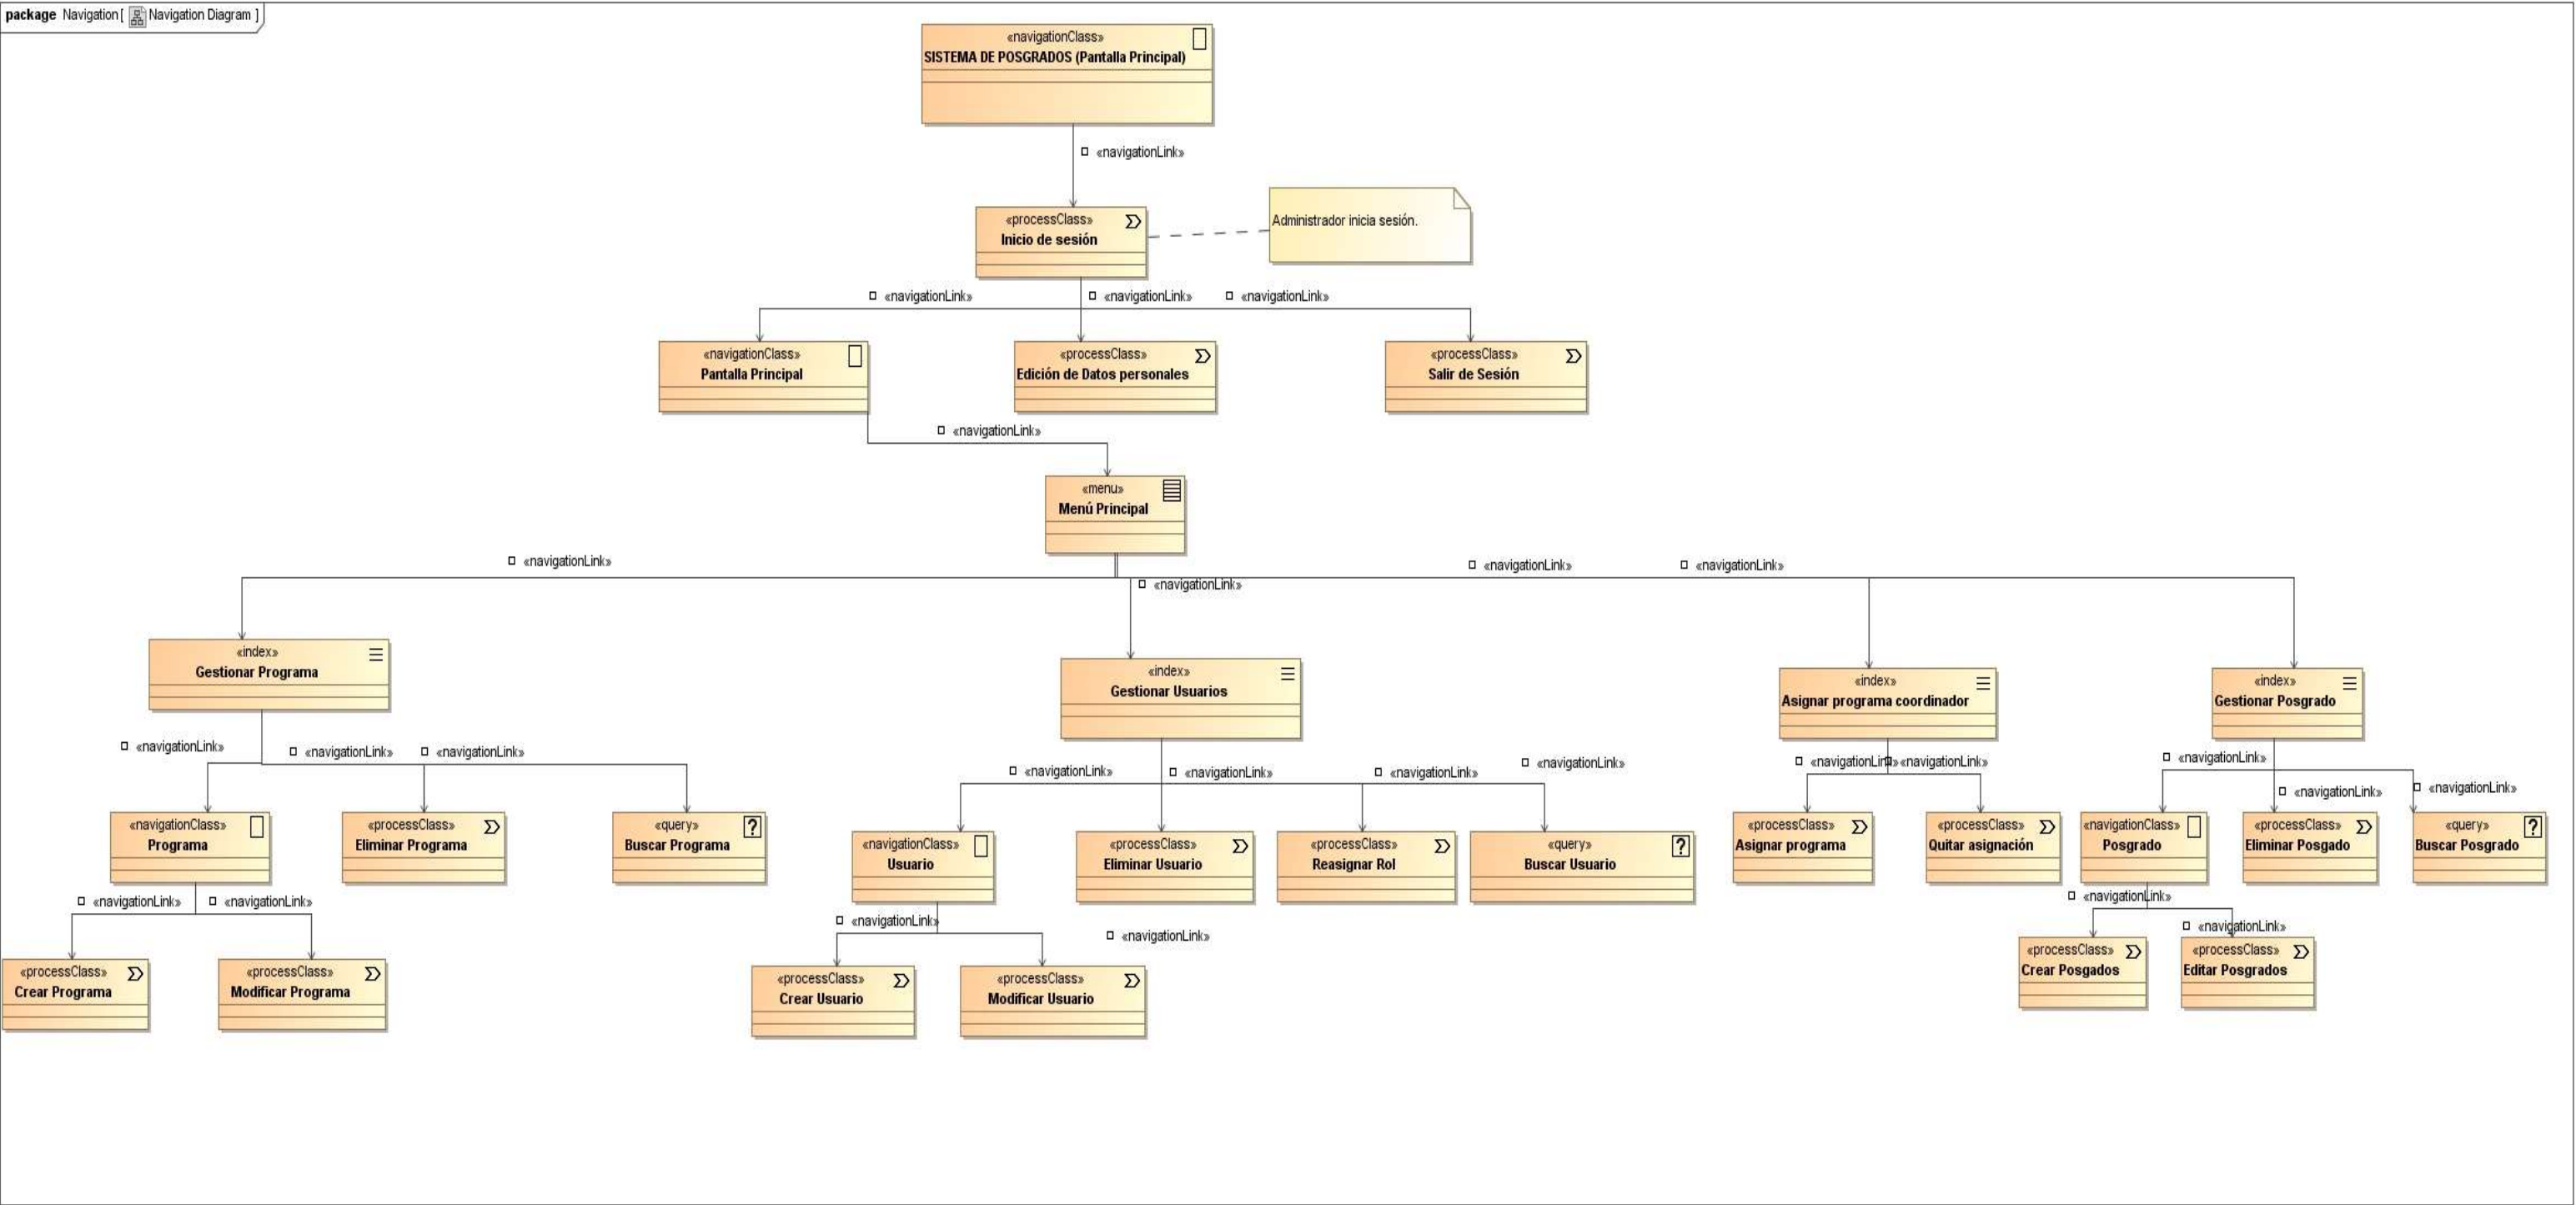 package Navigation [ Navigation Diagram ]
«navigationClass»
SISTEMA DE POSGRADOS (Pantalla Principal)
«navigationLink»
«processClass»
Inicio de sesión
Administrador inicia sesión.
«navigationLink» «navigationLink» «navigationLink»
«navigationClass»
Pantalla Principal
«processClass»
Edición de Datos personales
«processClass»
Salir de Sesión
«navigationLink»
«menu»
Menú Principal
«navigationLink»
«navigationLink»
«navigationLink»
«navigationLink»
«index»
Gestionar Programa
«index»
Gestionar Usuarios
«index»
Asignar programa coordinador
«index»
Gestionar Posgrado
«navigationLink»
«navigationLink»
«navigationLink»
«navigationLink»
«navigationLink»
«navigationLink»
«navigationLink»
«navigationLink»
«navigationLink»
«navigationLink»
«navigationLink»
«navigationLink»
«navigationClass»
Programa
«processClass»
Eliminar Programa
«query»
?
Buscar Programa
«navigationClass»
Usuario
«processClass»
Eliminar Usuario
«processClass»
Reasignar Rol
«query»
?
Buscar Usuario
«processClass»
Asignar programa
«processClass»
Quitar asignación
«navigationClass»
Posgrado
«processClass»
Eliminar Posgado
«query»
?
Buscar Posgrado
«navigationLink»
«navigationLink»
«navigationLink»
«navigationLink»
«navigationLink»
«navigationLink»
«processClass»
Crear Programa
«processClass»
Modificar Programa
«processClass»
Crear Usuario
«processClass»
Modificar Usuario
«processClass»
Crear Posgados
«processClass»
Editar Posgrados